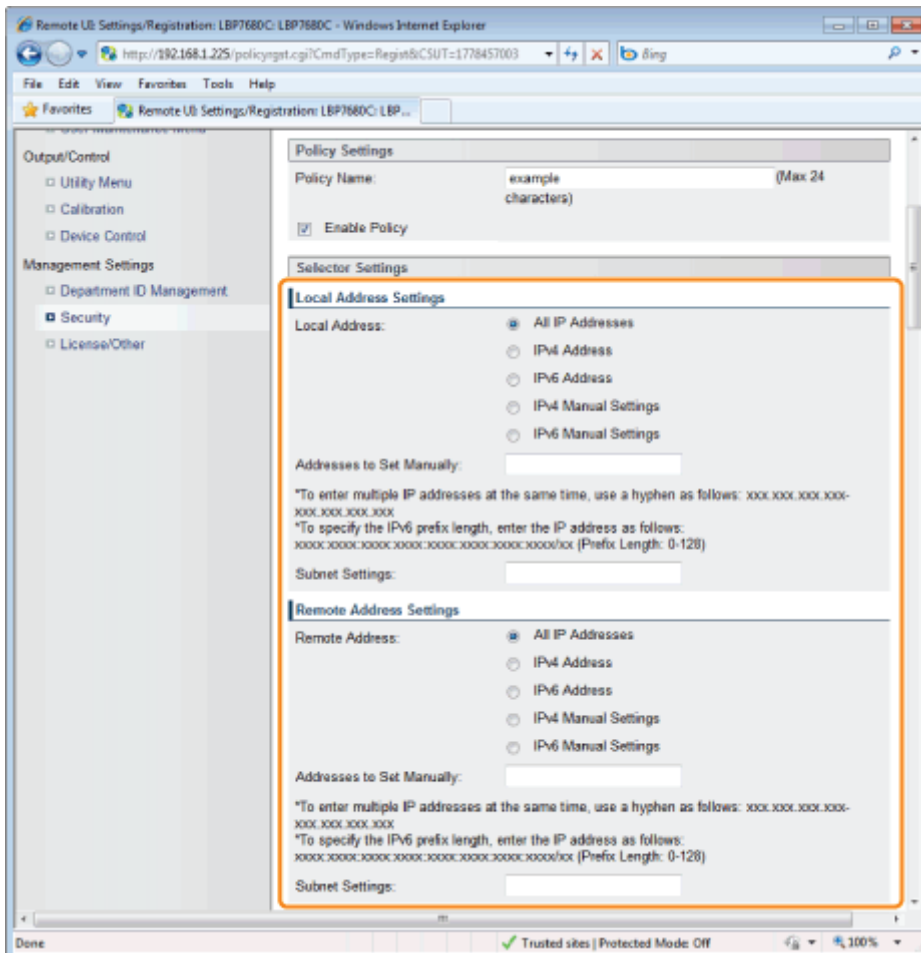 Remote UI: Settings/Registration: LBP7680C: LBP7680C - Windows Internet Explorer
http://192.168.1.225/policyrgst.cgi?CmdType=Regist&CSUT=1778457003
Bing
File Edit View Favorites Tools Help
Favorites
Remote UI: Settings/Registration: LBP7680C: LBP...
User Maintenance Menu
Output/Control
Utility Menu
Calibration
Device Control
Management Settings
Department ID Management
Security
License/Other
Policy Settings
Policy Name: example (Max 24
characters)
Enable Policy
Selector Settings
Local Address Settings
Local Address: All IP Addresses
IPv4 Address
IPv6 Address
IPv4 Manual Settings
IPv6 Manual Settings
Addresses to Set Manually:
*To enter multiple IP addresses at the same time, use a hyphen as follows: xxx.xxx.xxx.xxx-
xxx.xxx.xxx.xxx
*To specify the IPv6 prefix length, enter the IP address as follows:
xxxx:xxxx:xxxx:xxxx:xxxx:xxxx:xxxx:xxxx/xx (Prefix Length: 0-128)
Subnet Settings:
Remote Address Settings
Remote Address: All IP Addresses
IPv4 Address
IPv6 Address
IPv4 Manual Settings
IPv6 Manual Settings
Addresses to Set Manually:
*To enter multiple IP addresses at the same time, use a hyphen as follows: xxx.xxx.xxx.xxx-
xxx.xxx.xxx.xxx
*To specify the IPv6 prefix length, enter the IP address as follows:
xxxx:xxxx:xxxx:xxxx:xxxx:xxxx:xxxx:xxxx/xx (Prefix Length: 0-128)
Subnet Settings:
Done
Trusted sites | Protected Mode: Off
100%